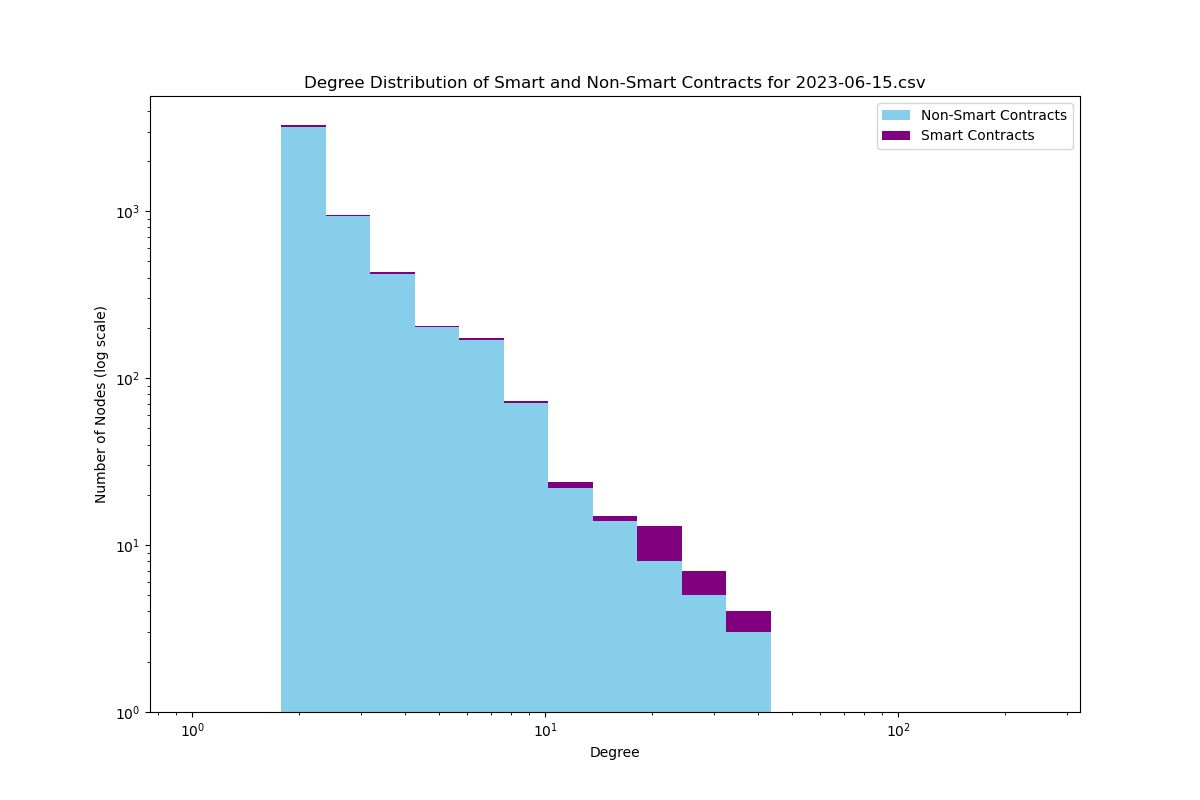 Degree Distribution of Smart and Non-Smart Contracts for 2023-06-15.csv
Non-Smart Contracts
Smart Contracts
Number of Nodes (log scale)
10³
10²
10¹
10⁰
10⁰ 10¹ 10²
Degree